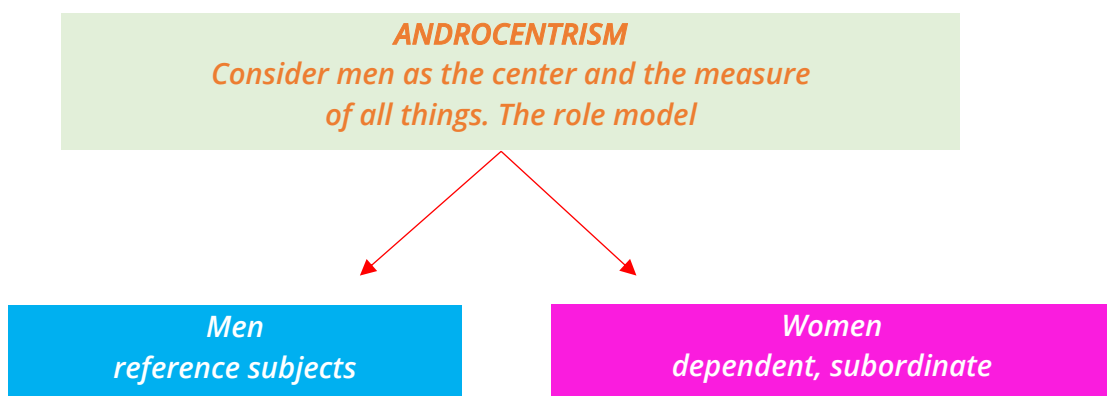 ANDROCENTRISM
Consider men as the center and the measure
of all things. The role model
Men
reference subjects
Women
dependent, subordinate